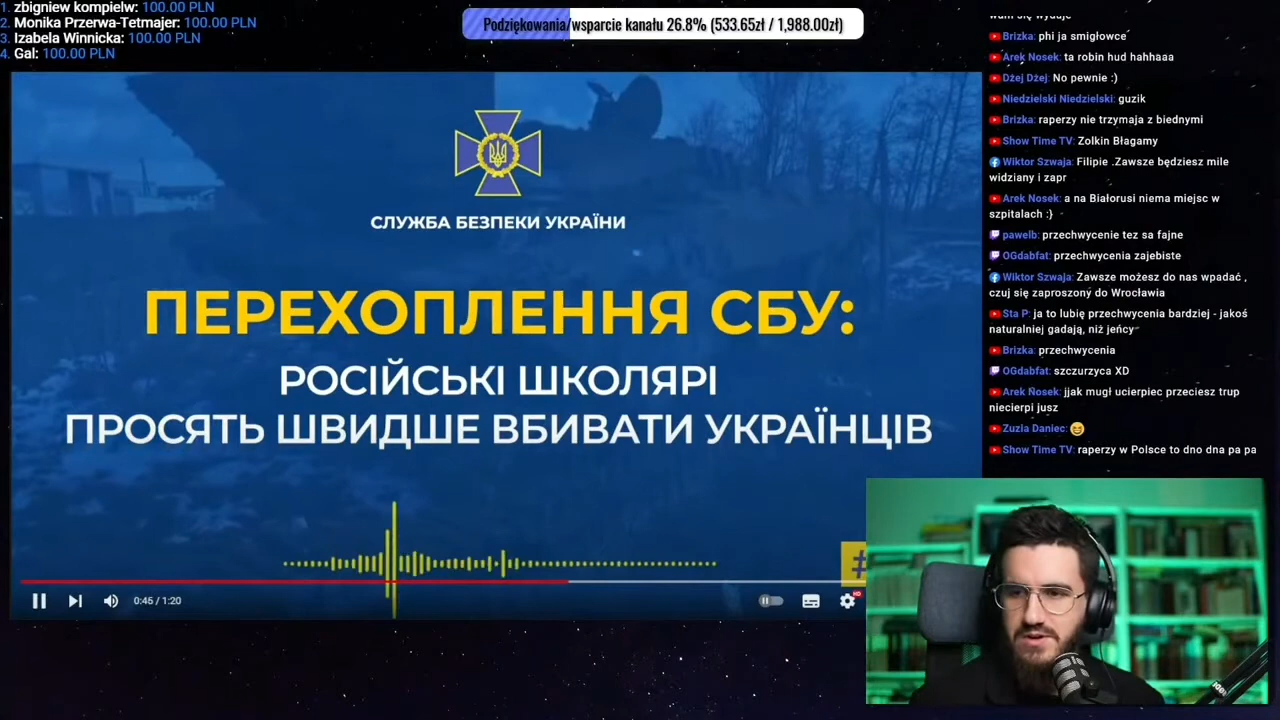 1. zbigniew kompielw: 100.00 PLN
2. Monika Przerwa-Tetmajer: 100.00 PLN
3. Izabela Winnicka: 100.00 PLN
4. Gal: 100.00 PLN
Podziękowania/wsparcie kanału 26.8% (533.65zł / 1,988.00zł)
СЛУЖБА БЕЗПЕКИ УКРАЇНИ
ПЕРЕХОПЛЕННЯ СБУ:
РОСІЙСЬКІ ШКОЛЯРІ
ПРОСЯТЬ ШВИДШЕ ВБИВАТИ УКРАЇНЦІВ
#
0:45 / 1:20
HD
wam się wydaje
Brizka: phi ja smigłowce
Arek Nosek: ta robin hud hahhaaa
Dżej Dżej: No pewnie :)
Niedzielski Niedzielski: guzik
Brizka: raperzy nie trzymaja z biednymi
Show Time TV: Zolkin Błagamy
Wiktor Szwaja: Filipie .Zawsze będziesz mile
widziany i zapr
Arek Nosek: a na Białorusi niema miejsc w
szpitalach :}
pawelb: przechwycenie tez sa fajne
OGdabfat: przechwycenia zajebiste
Wiktor Szwaja: Zawsze możesz do nas wpadać ,
czuj się zaproszony do Wrocławia
Sta P: ja to lubię przechwycenia bardziej - jakoś
naturalniej gadają, niż jeńcy
Brizka: przechwycenia
OGdabfat: szczurzyca XD
Arek Nosek: jjak mugł ucierpiec przeciesz trup
niecierpi jusz
Zuzia Daniec: 😆
Show Time TV: raperzy w Polsce to dno dna pa pa